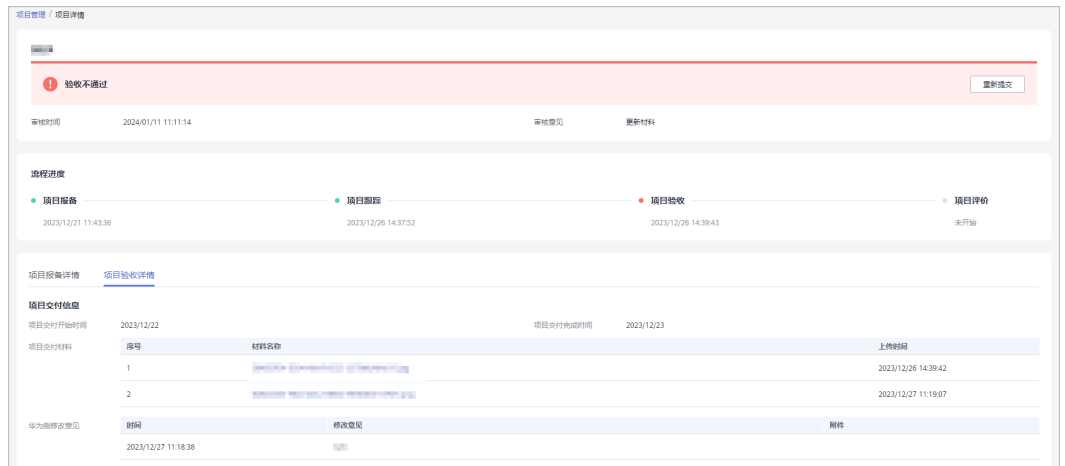 项目管理 / 项目详情
验收不通过
重新提交
审核时间 2024/01/11 11:11:14 审核意见 更新材料
流程进度
项目报备 项目跟踪 项目验收 项目评价
2023/12/21 11:43:36 2023/12/26 14:37:52 2023/12/26 14:39:43 未开始
项目报备详情 项目验收详情
项目交付信息
项目交付开始时间 2023/12/22 项目交付完成时间 2023/12/23
项目交付材料 序号 材料名称 上传时间
1 2023/12/26 14:39:42
2 2023/12/27 11:19:07
华为侧修改意见 时间 修改意见 附件
2023/12/27 11:18:38